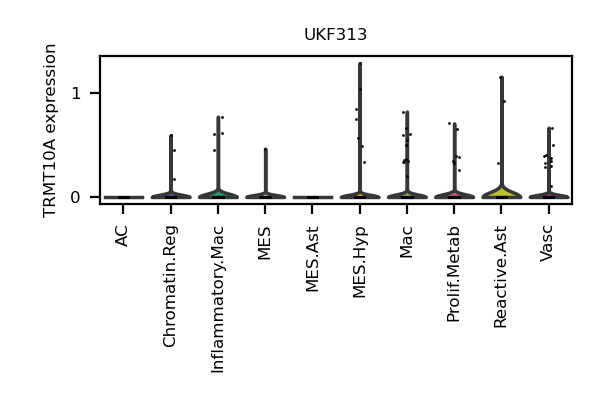 UKF313
TRMT10A expression
1
0
AC
Chromatin.Reg
Inflammatory.Mac
MES
MES.Ast
MES.Hyp
Mac
Prolif.Metab
Reactive.Ast
Vasc